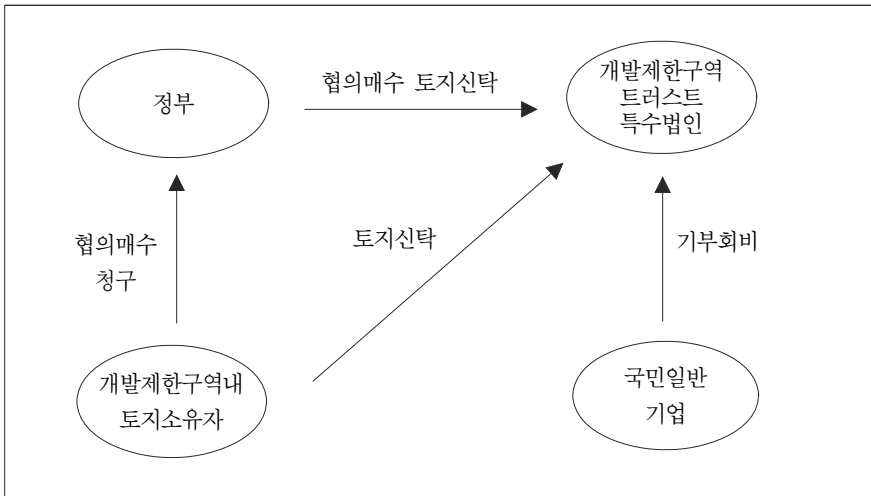 정부
협의매수 토지신탁
개발제한구역
트러스트
특수법인
협의매수
청구
토지신탁
기부회비
개발제한구역내
토지소유자
국민일반
기업